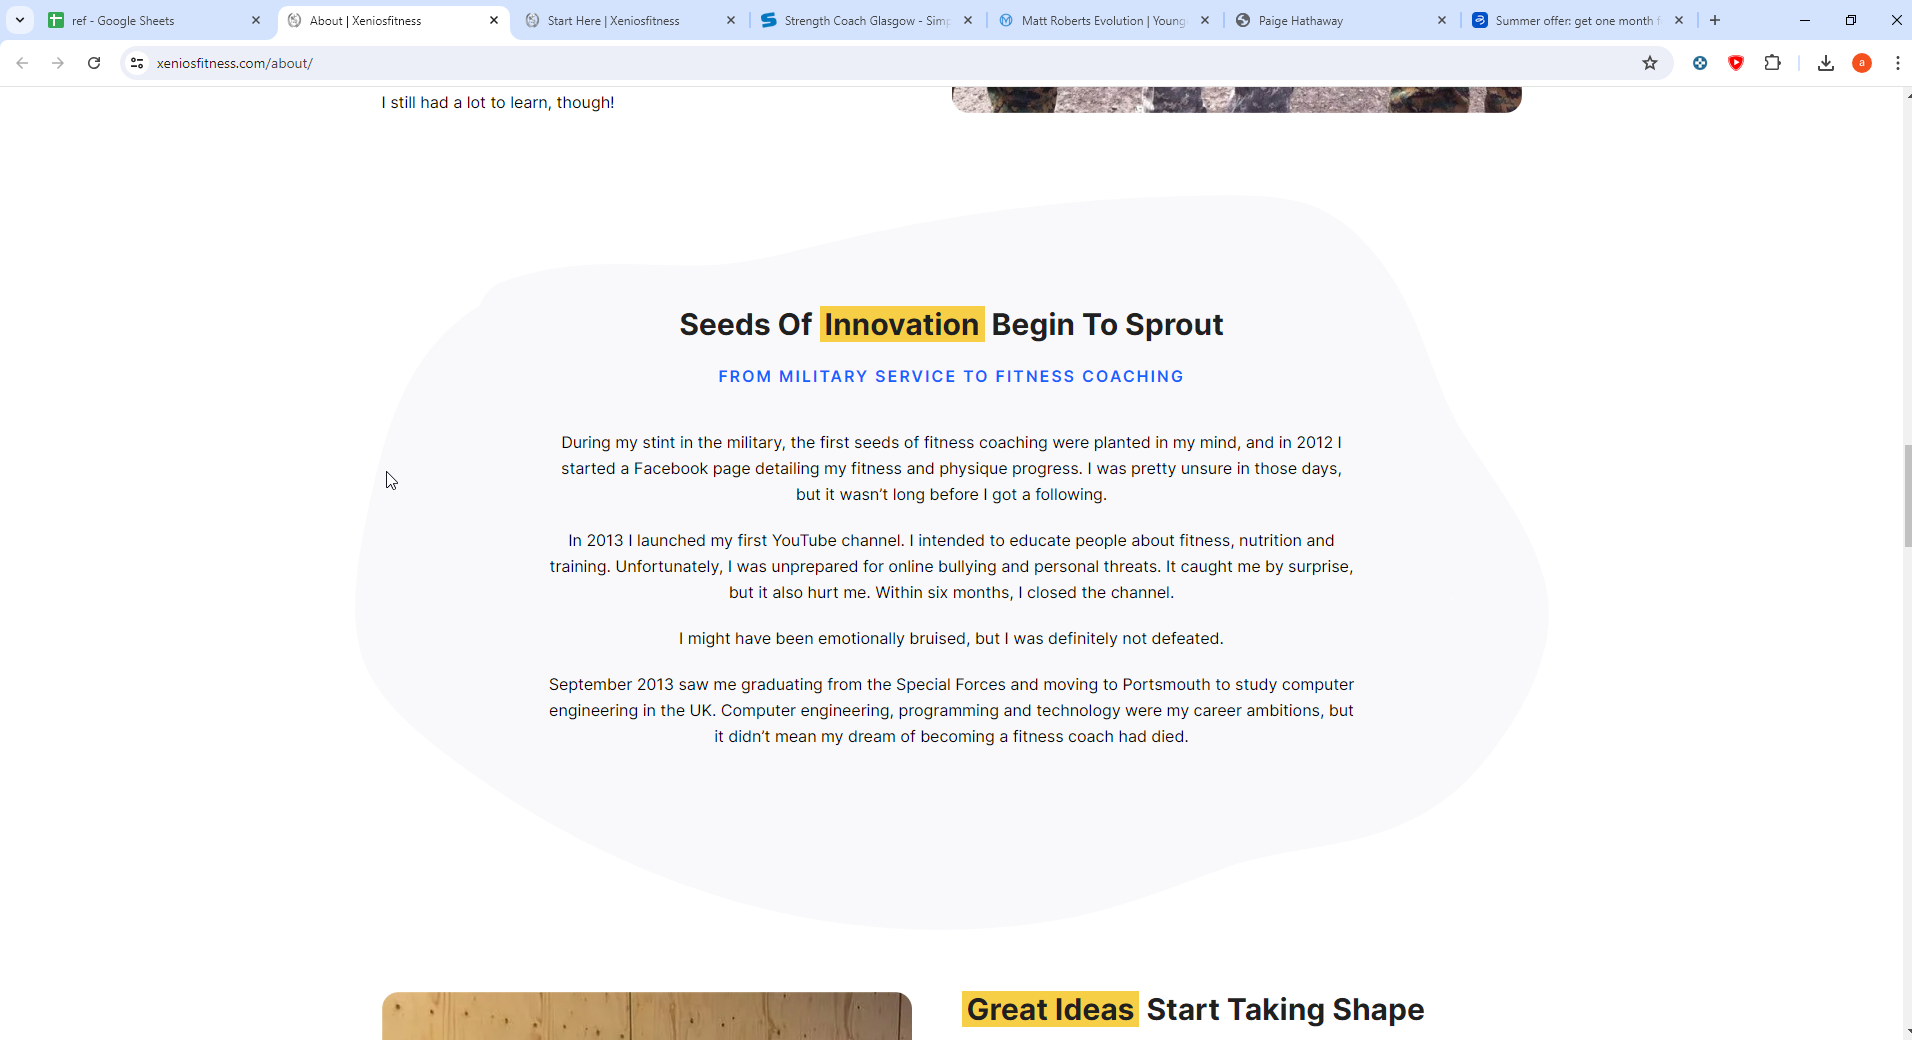 ref - Google Sheets
About | Xeniosfitness
Start Here | Xeniosfitness
Strength Coach Glasgow - Simp
Matt Roberts Evolution | Young
Paige Hathaway
Summer offer: get one month f
xeniosfitness.com/about/
a
I still had a lot to learn, though!
Seeds Of Innovation Begin To Sprout
FROM MILITARY SERVICE TO FITNESS COACHING
During my stint in the military, the first seeds of fitness coaching were planted in my mind, and in 2012 I
started a Facebook page detailing my fitness and physique progress. I was pretty unsure in those days,
but it wasn’t long before I got a following.
In 2013 I launched my first YouTube channel. I intended to educate people about fitness, nutrition and
training. Unfortunately, I was unprepared for online bullying and personal threats. It caught me by surprise,
but it also hurt me. Within six months, I closed the channel.
I might have been emotionally bruised, but I was definitely not defeated.
September 2013 saw me graduating from the Special Forces and moving to Portsmouth to study computer
engineering in the UK. Computer engineering, programming and technology were my career ambitions, but
it didn’t mean my dream of becoming a fitness coach had died.
Great Ideas Start Taking Shape